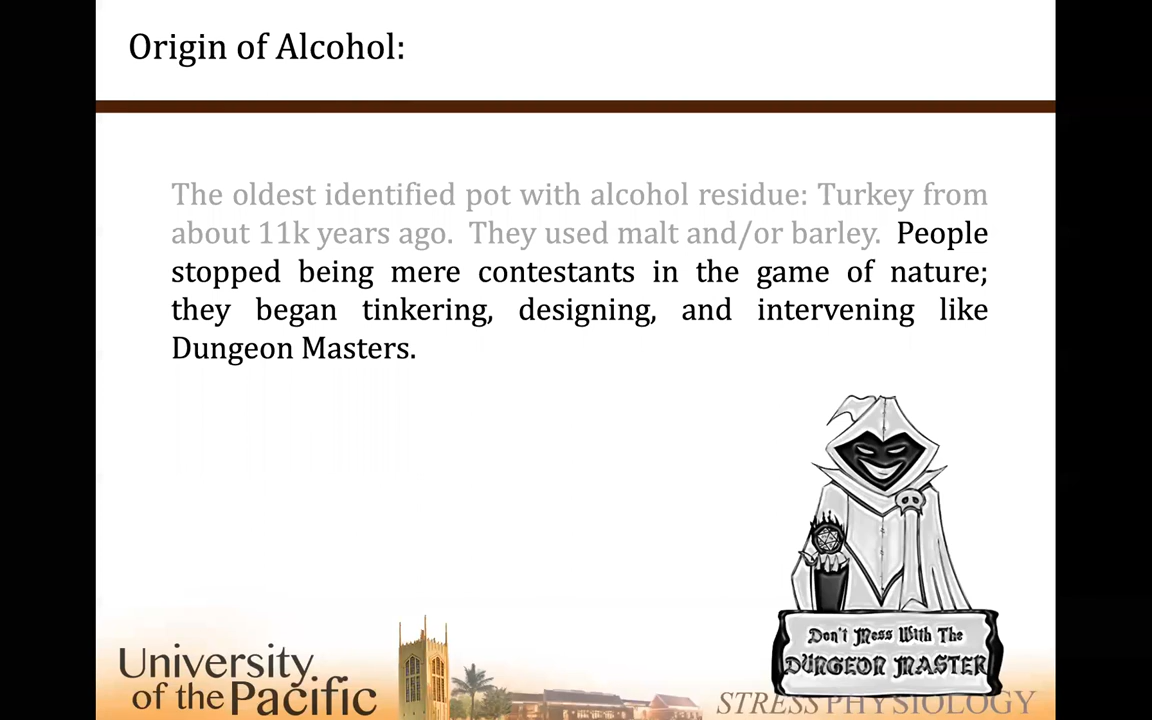 Origin of Alcohol:
The oldest identified pot with alcohol residue: Turkey from
about 11k years ago. They used malt and/or barley. People
stopped being mere contestants in the game of nature;
they began tinkering, designing, and intervening like
Dungeon Masters.
Don't Mess With The
DUNGEON MASTER
University
of the Pacific
STRESS PHYSIOLOGY